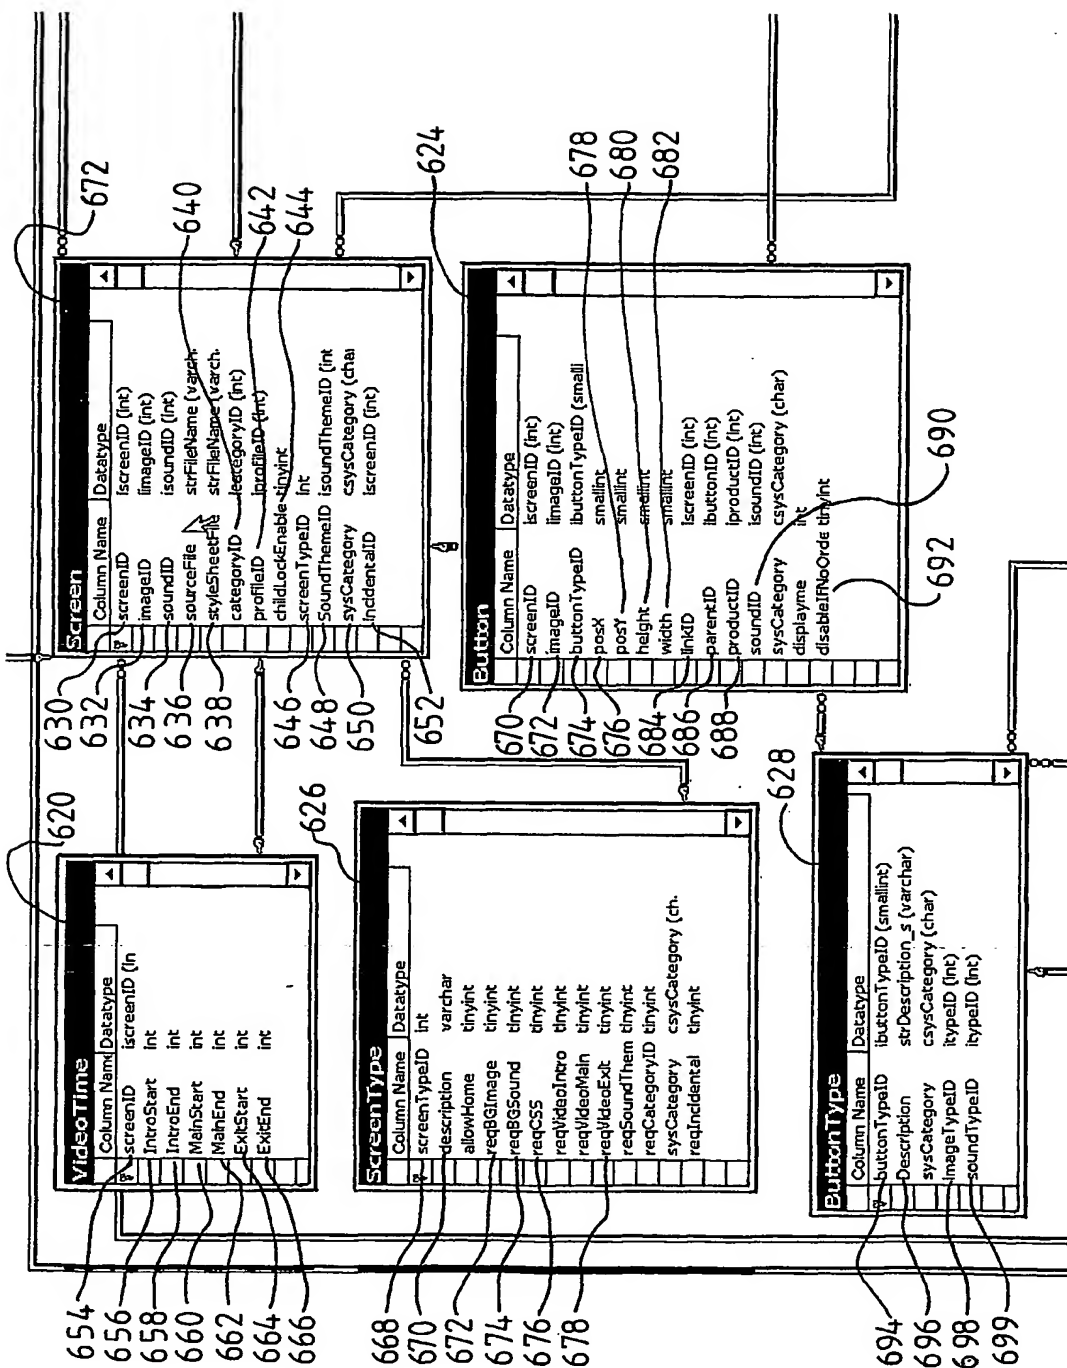 672
Screen
Column Name Datatype
screenID iscreenID (int)
imageID iimageID (int)
soundID isoundID (int)
sourceFile strFileName (varch.
styleSheetFile strFileName (varch.
categoryID
profileID iprofileID (int)
childLockEnable tinyint
screenTypeID int
SoundThemeID isoundThemeID (int
sysCategory csysCategory (char
IncidentalID iscreenID (int)
630
632
634
636
638
646
648
650
652
640
642
644
624
Button
Column Name Datatype
screenID iscreenID (int)
imageID iimageID (int)
buttonTypeID ibuttonTypeID (smalli
posX smallint
posY smallint
height smallint
width smallint
linkID iscreenID (int)
parentID ibuttonID (int)
productID iproductID (int)
soundID isoundID (int)
sysCategory csysCategory (char)
displayme int
disableIfNoOrde tinyint
670
672
674
676
684
686
688
678
680
682
690
692
620
VideoTime
Column Name Datatype
screenID iscreenID (in
IntroStart int
IntroEnd int
MainStart int
MainEnd int
ExitStart int
ExitEnd int
654
656
658
660
662
664
666
626
ScreenType
Column Name Datatype
screenTypeID int
description varchar
allowHome tinyint
reqBGImage tinyint
reqBGSound tinyint
reqCSS tinyint
reqVideoIntro tinyint
reqVideoMain tinyint
reqVideoExit tinyint
reqSoundThem tinyint
reqCategoryID tinyint
sysCategory csysCategory (ch.
reqIncidental tinyint
668
670
672
674
676
678
628
ButtonType
Column Name Datatype
buttonTypeID ibuttonTypeID (smallint)
Description strDescription_s (varchar)
sysCategory csysCategory (char)
imageTypeID itypeID (int)
soundTypeID itypeID (int)
694
696
698
699